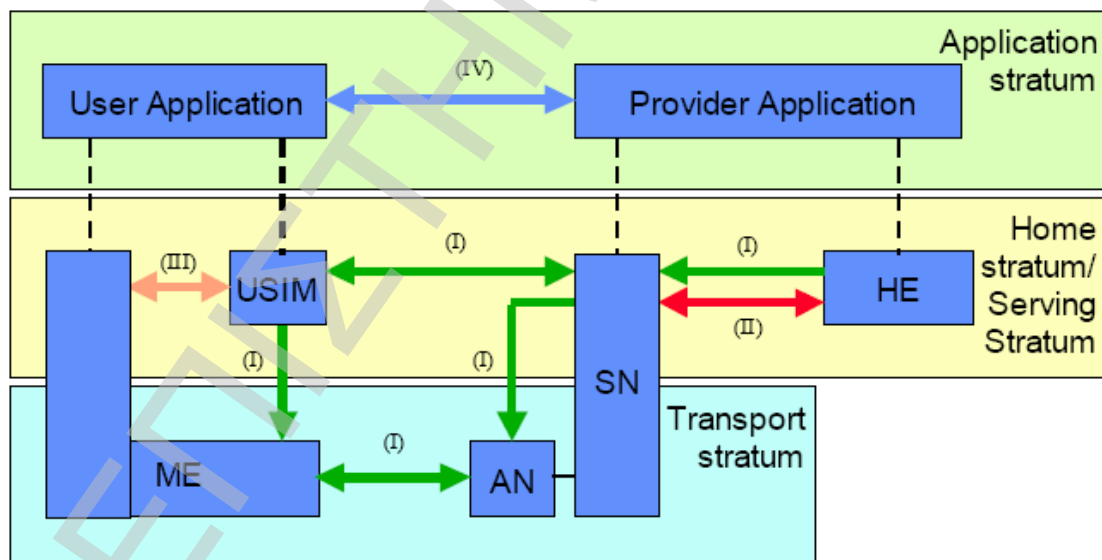 Application
stratum
(IV)
User Application
Provider Application
Home
stratum/
Serving
Stratum
(III)
USIM
(I)
(I)
HE
(II)
(I)
(I)
SN
Transport
stratum
ME
(I)
AN